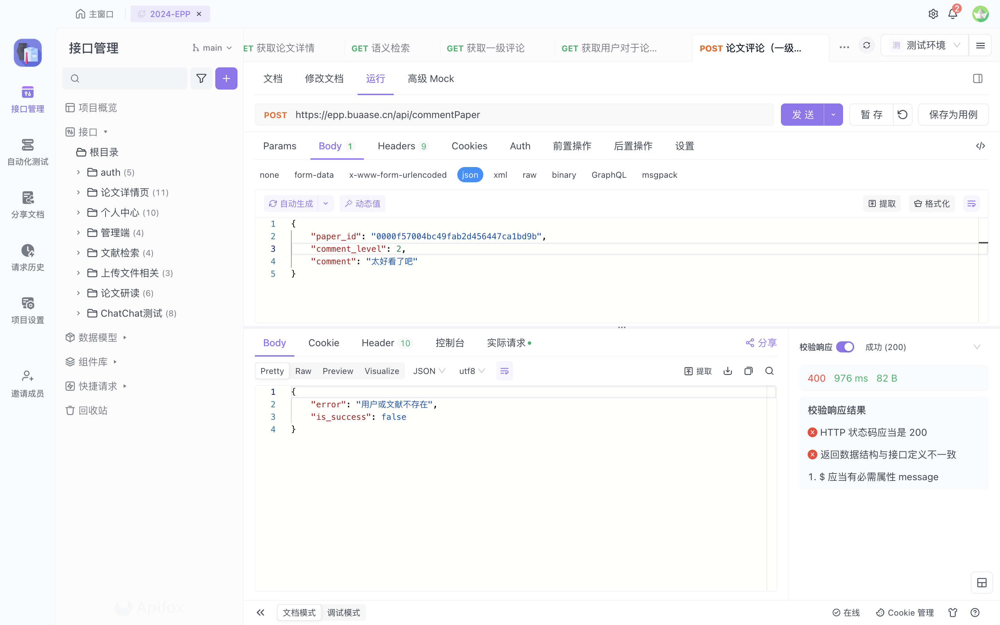 主窗口
2024-EPP
2
接口管理
自动化测试
分享文档
请求历史
项目设置
邀请成员
接口管理
main
项目概览
接口
根目录
auth (5)
论文详情页 (11)
个人中心 (10)
管理端 (4)
文献检索 (4)
上传文件相关 (3)
论文研读 (6)
ChatChat测试 (8)
数据模型
组件库
快捷请求
回收站
Apifox
ET 获取论文详情
GET 语义检索
GET 获取一级评论
GET 获取用户对于论...
POST 论文评论（一级...
测 测试环境
文档 修改文档 运行 高级 Mock
POST https://epp.buaase.cn/api/commentPaper
发 送
暂 存
保存为用例
Params Body 1 Headers 9 Cookies Auth 前置操作 后置操作 设置
none form-data x-www-form-urlencoded json xml raw binary GraphQL msgpack
自动生成 动态值 提取 格式化
1 {
2 "paper_id": "0000f57004bc49fab2d456447ca1bd9b",
3 "comment_level": 2,
4 "comment": "太好看了吧"
5 }
Body Cookie Header 10 控制台 实际请求 分享
Pretty Raw Preview Visualize JSON utf8 提取
1 {
2 "error": "用户或文献不存在",
3 "is_success": false
4 }
校验响应 成功 (200)
400 976 ms 82 B
校验响应结果
HTTP 状态码应当是 200
返回数据结构与接口定义不一致
1. $ 应当有必需属性 message
文档模式 调试模式
在线 Cookie 管理